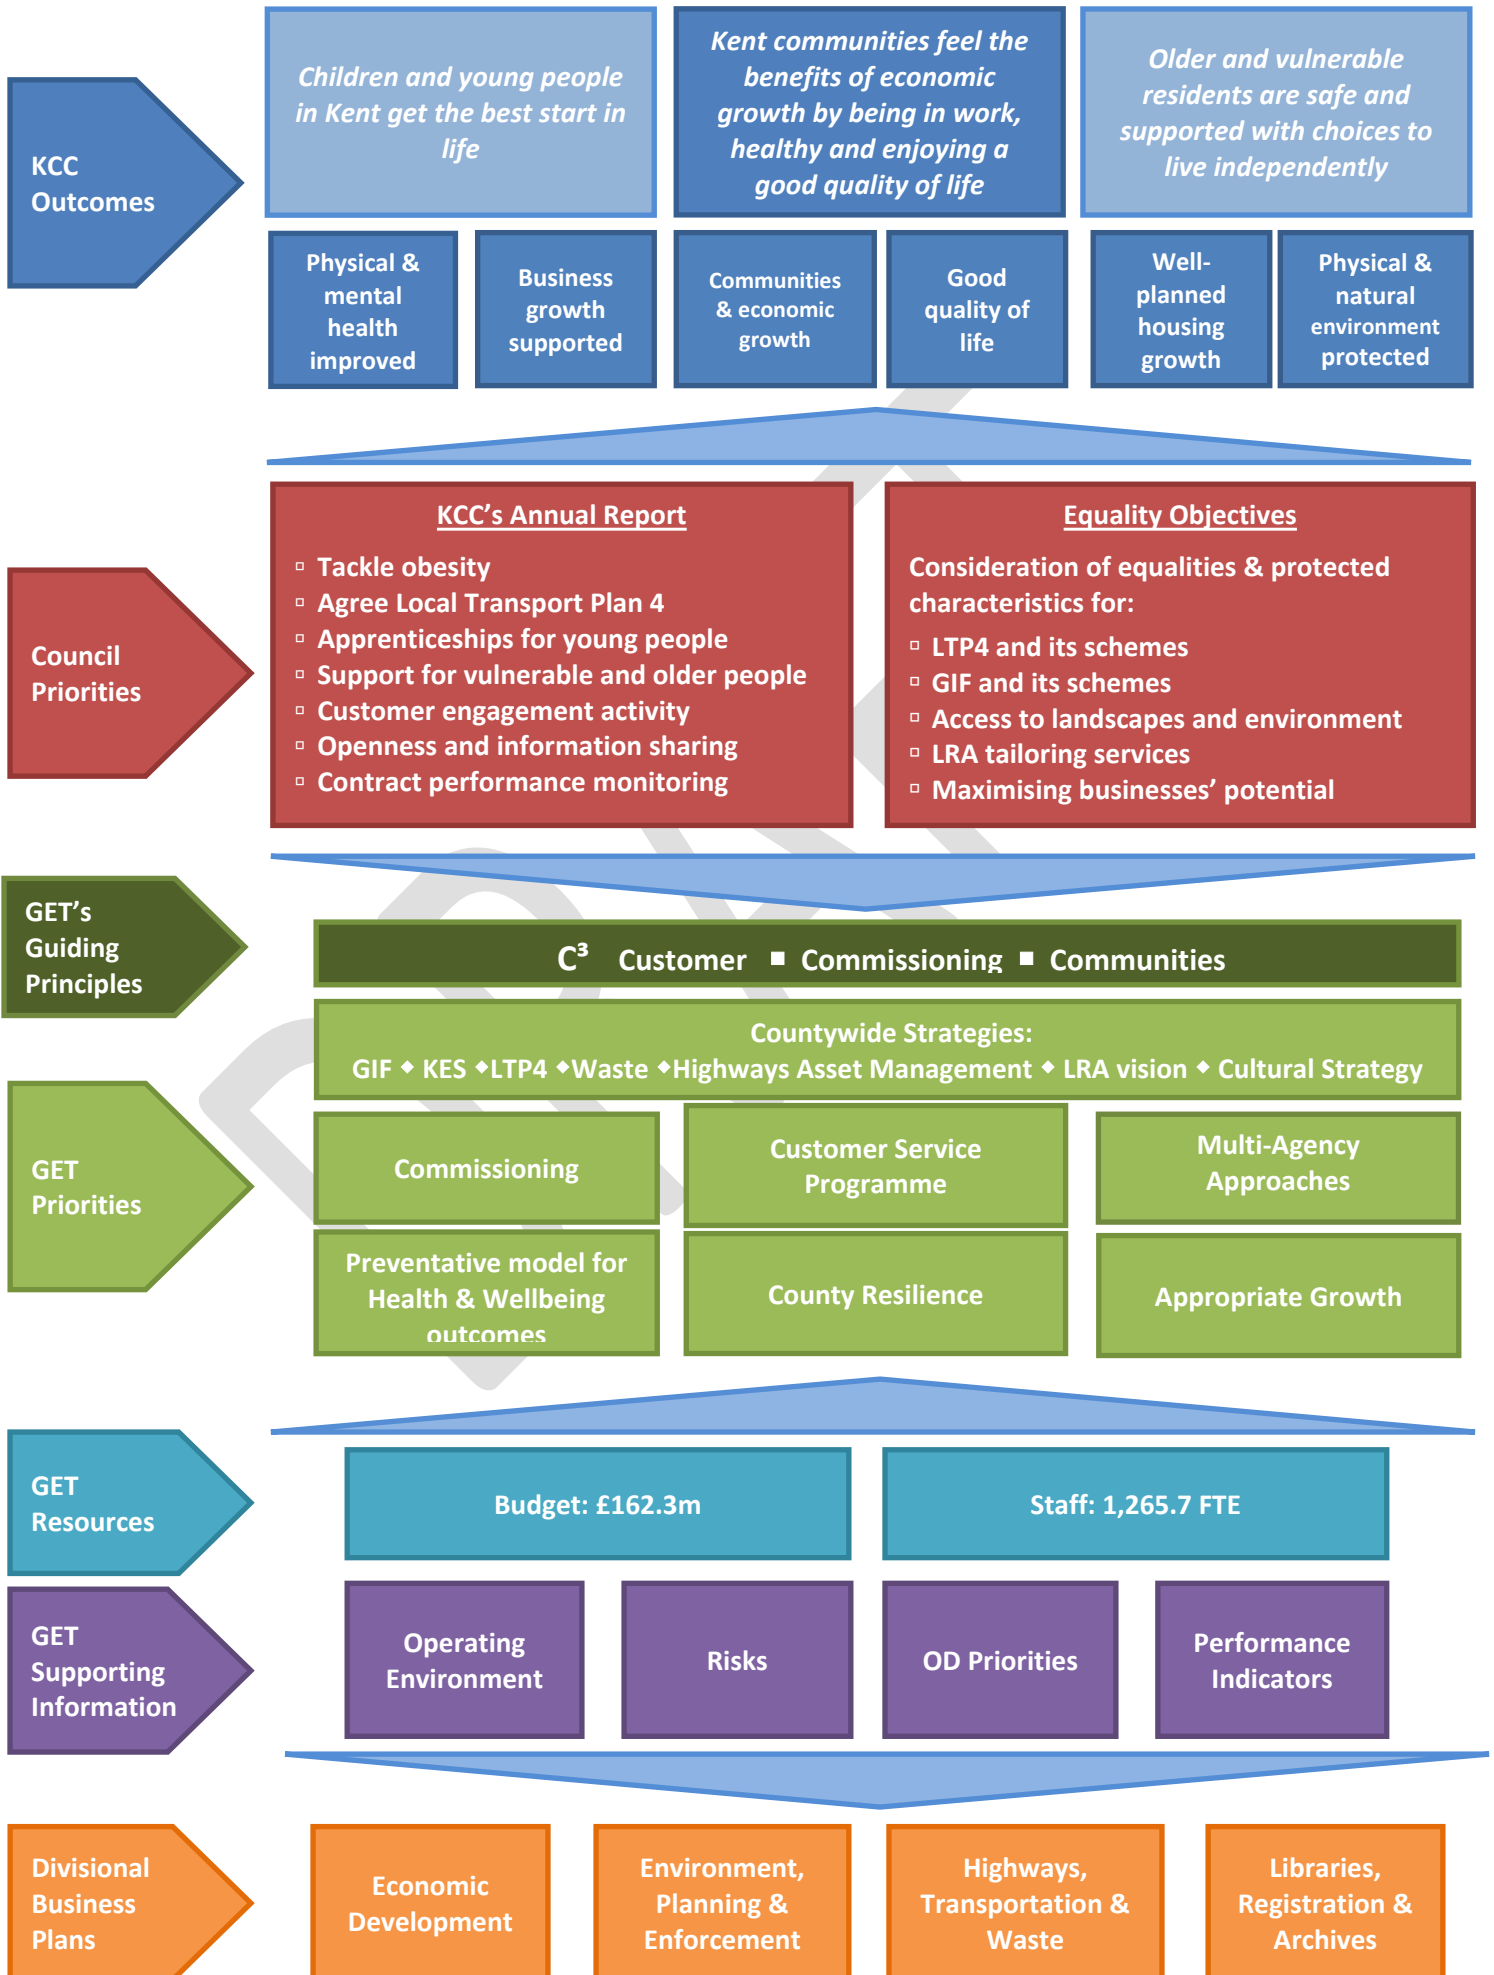 KCC
Outcomes
Children and young people
in Kent get the best start in
life
Kent communities feel the
benefits of economic
growth by being in work,
healthy and enjoying a
good quality of life
Older and vulnerable
residents are safe and
supported with choices to
live independently
Physical &
mental
health
improved
Business
growth
supported
Communities
& economic
growth
Good
quality of
life
Well-
planned
housing
growth
Physical &
natural
environment
protected
Council
Priorities
KCC's Annual Report
▫ Tackle obesity
▫ Agree Local Transport Plan 4
▫ Apprenticeships for young people
▫ Support for vulnerable and older people
▫ Customer engagement activity
▫ Openness and information sharing
▫ Contract performance monitoring
Equality Objectives
Consideration of equalities & protected
characteristics for:
▫ LTP4 and its schemes
▫ GIF and its schemes
▫ Access to landscapes and environment
▫ LRA tailoring services
▫ Maximising businesses' potential
GET's
Guiding
Principles
C³ Customer ▪ Commissioning ▪ Communities
GET
Priorities
Countywide Strategies:
GIF ◆ KES ◆LTP4 ◆Waste ◆Highways Asset Management ◆ LRA vision ◆ Cultural Strategy
Commissioning
Customer Service
Programme
Multi-Agency
Approaches
Preventative model for
Health & Wellbeing
outcomes
County Resilience
Appropriate Growth
GET
Resources
Budget: £162.3m
Staff: 1,265.7 FTE
GET
Supporting
Information
Operating
Environment
Risks
OD Priorities
Performance
Indicators
Divisional
Business
Plans
Economic
Development
Environment,
Planning &
Enforcement
Highways,
Transportation &
Waste
Libraries,
Registration &
Archives
DRAFT